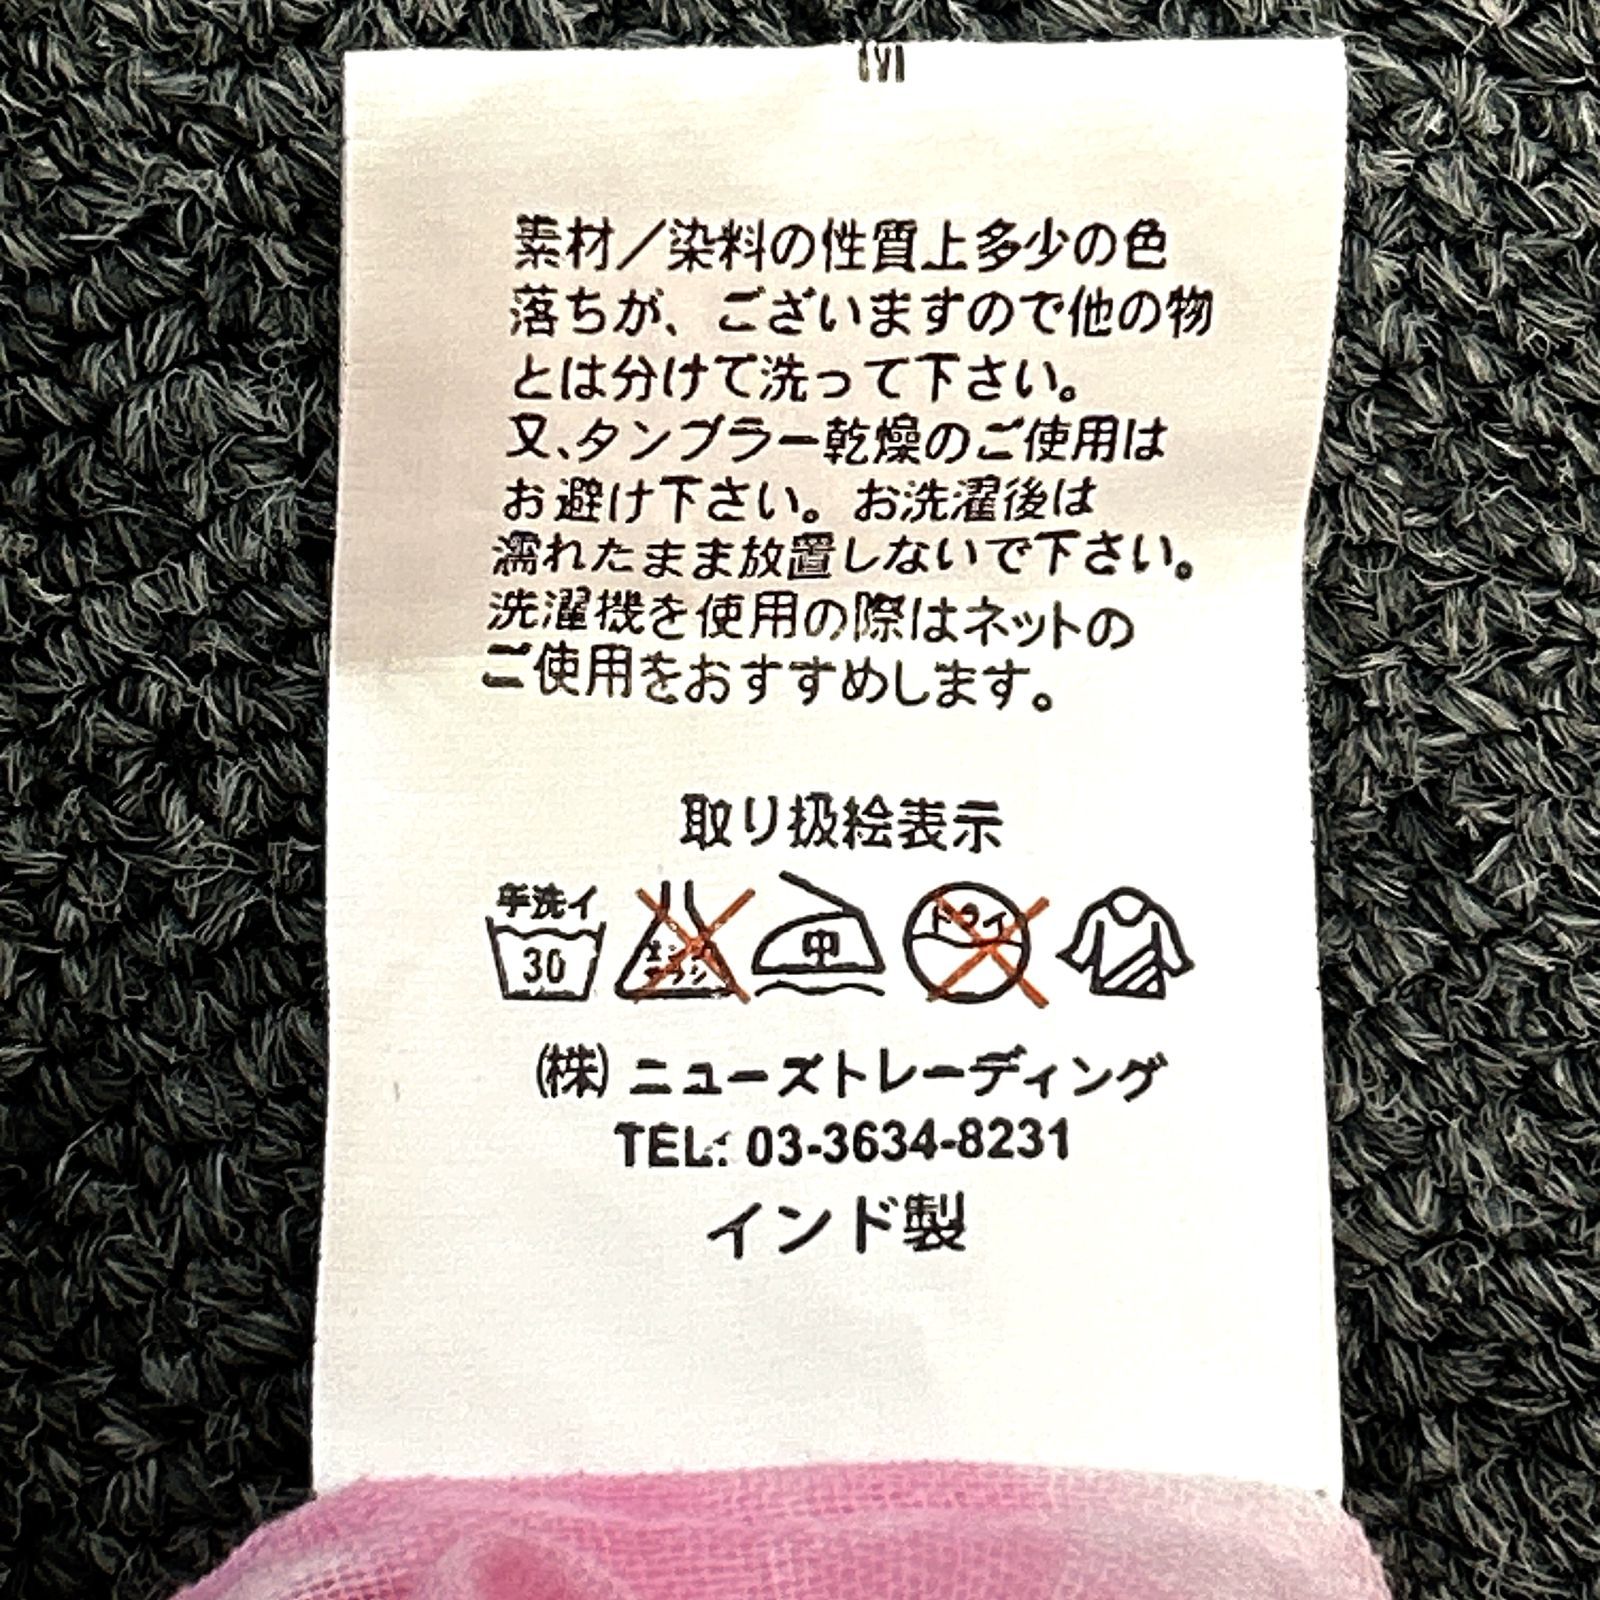 素材／染料の性質上多少の色
落ちが、ございますので他の物
とは分けて洗って下さい。
又、タンブラー乾燥のご使用は
お避け下さい。お洗濯後は
濡れたまま放置しないで下さい。
洗濯機を使用の際はネットの
ご使用をおすすめします。
取り扱絵表示
手洗イ
30
中
ドライ
㈱ ニューズトレーディング
TEL: 03-3634-8231
インド製